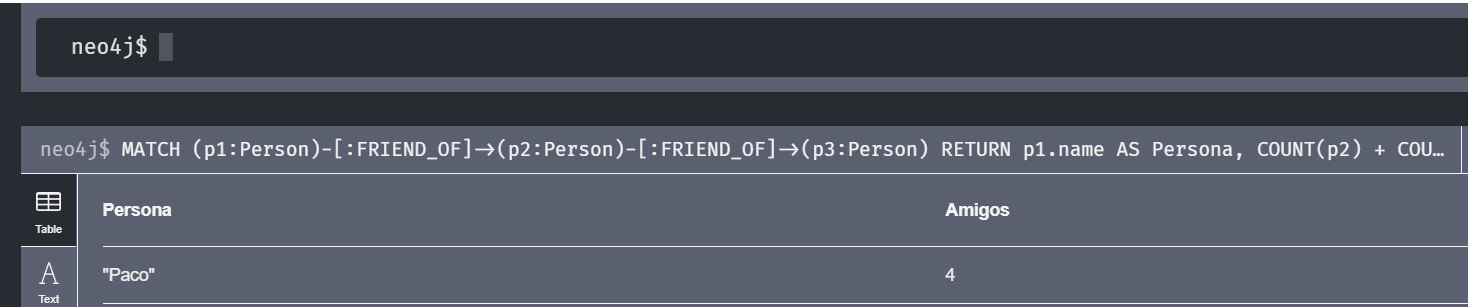 neo4j$
neo4j$ MATCH (p1:Person)-[:FRIEND_OF]→(p2:Person)-[:FRIEND_OF]→(p3:Person) RETURN p1.name AS Persona, COUNT(p2) + COU…
Persona Amigos
Table
"Paco" 4
A
Text